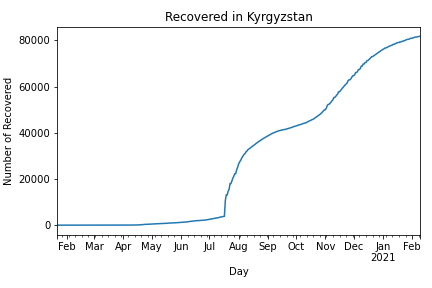 Recovered in Kyrgyzstan
80000
60000
40000
20000
0
Number of Recovered
Feb Mar Apr May Jun Jul Aug Sep Oct Nov Dec Jan Feb
2021
Day